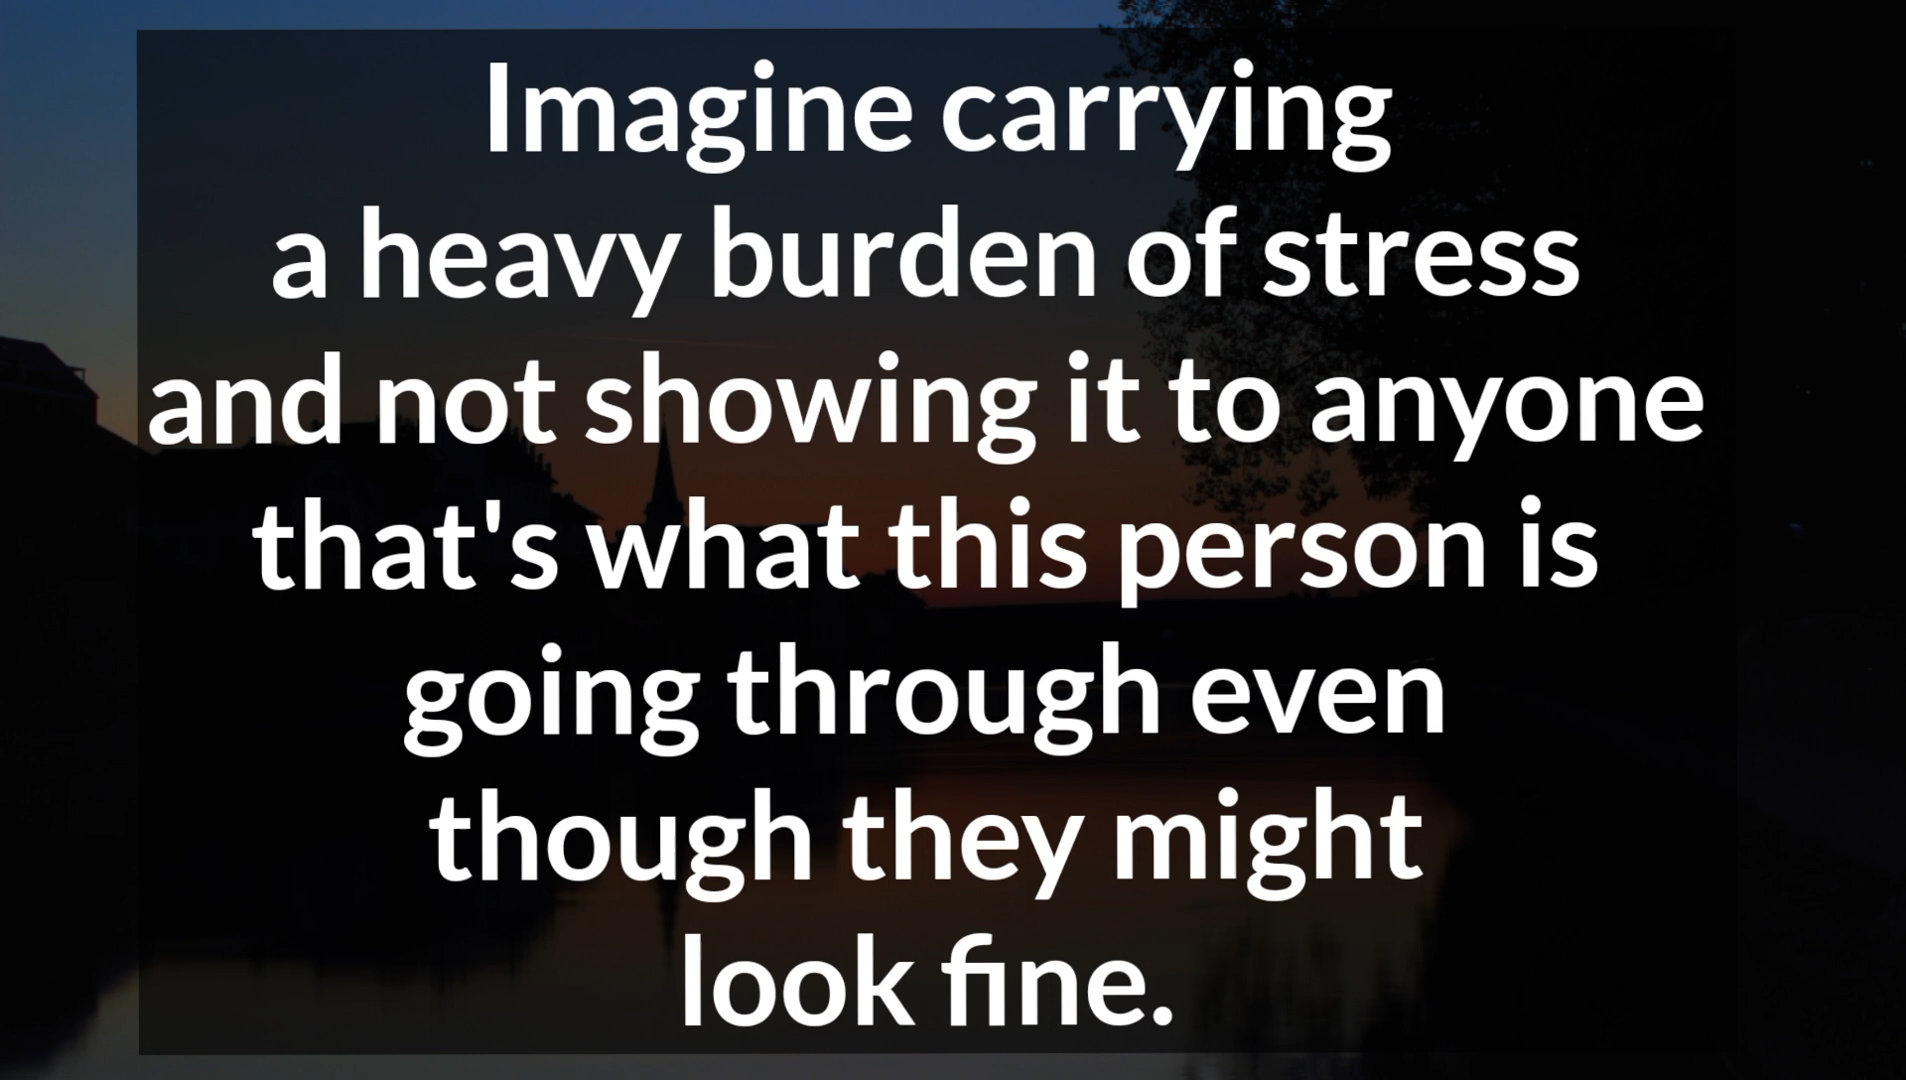 Imagine carrying
a heavy burden of stress
and not showing it to anyone
that's what this person is
going through even
though they might
look fine.